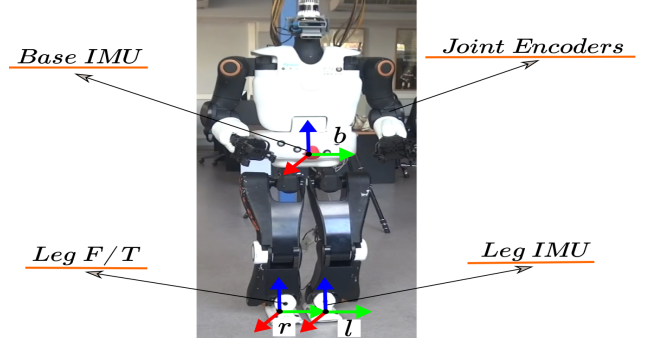 Base IMU
Joint Encoders
b
Leg F/T
Leg IMU
r
l